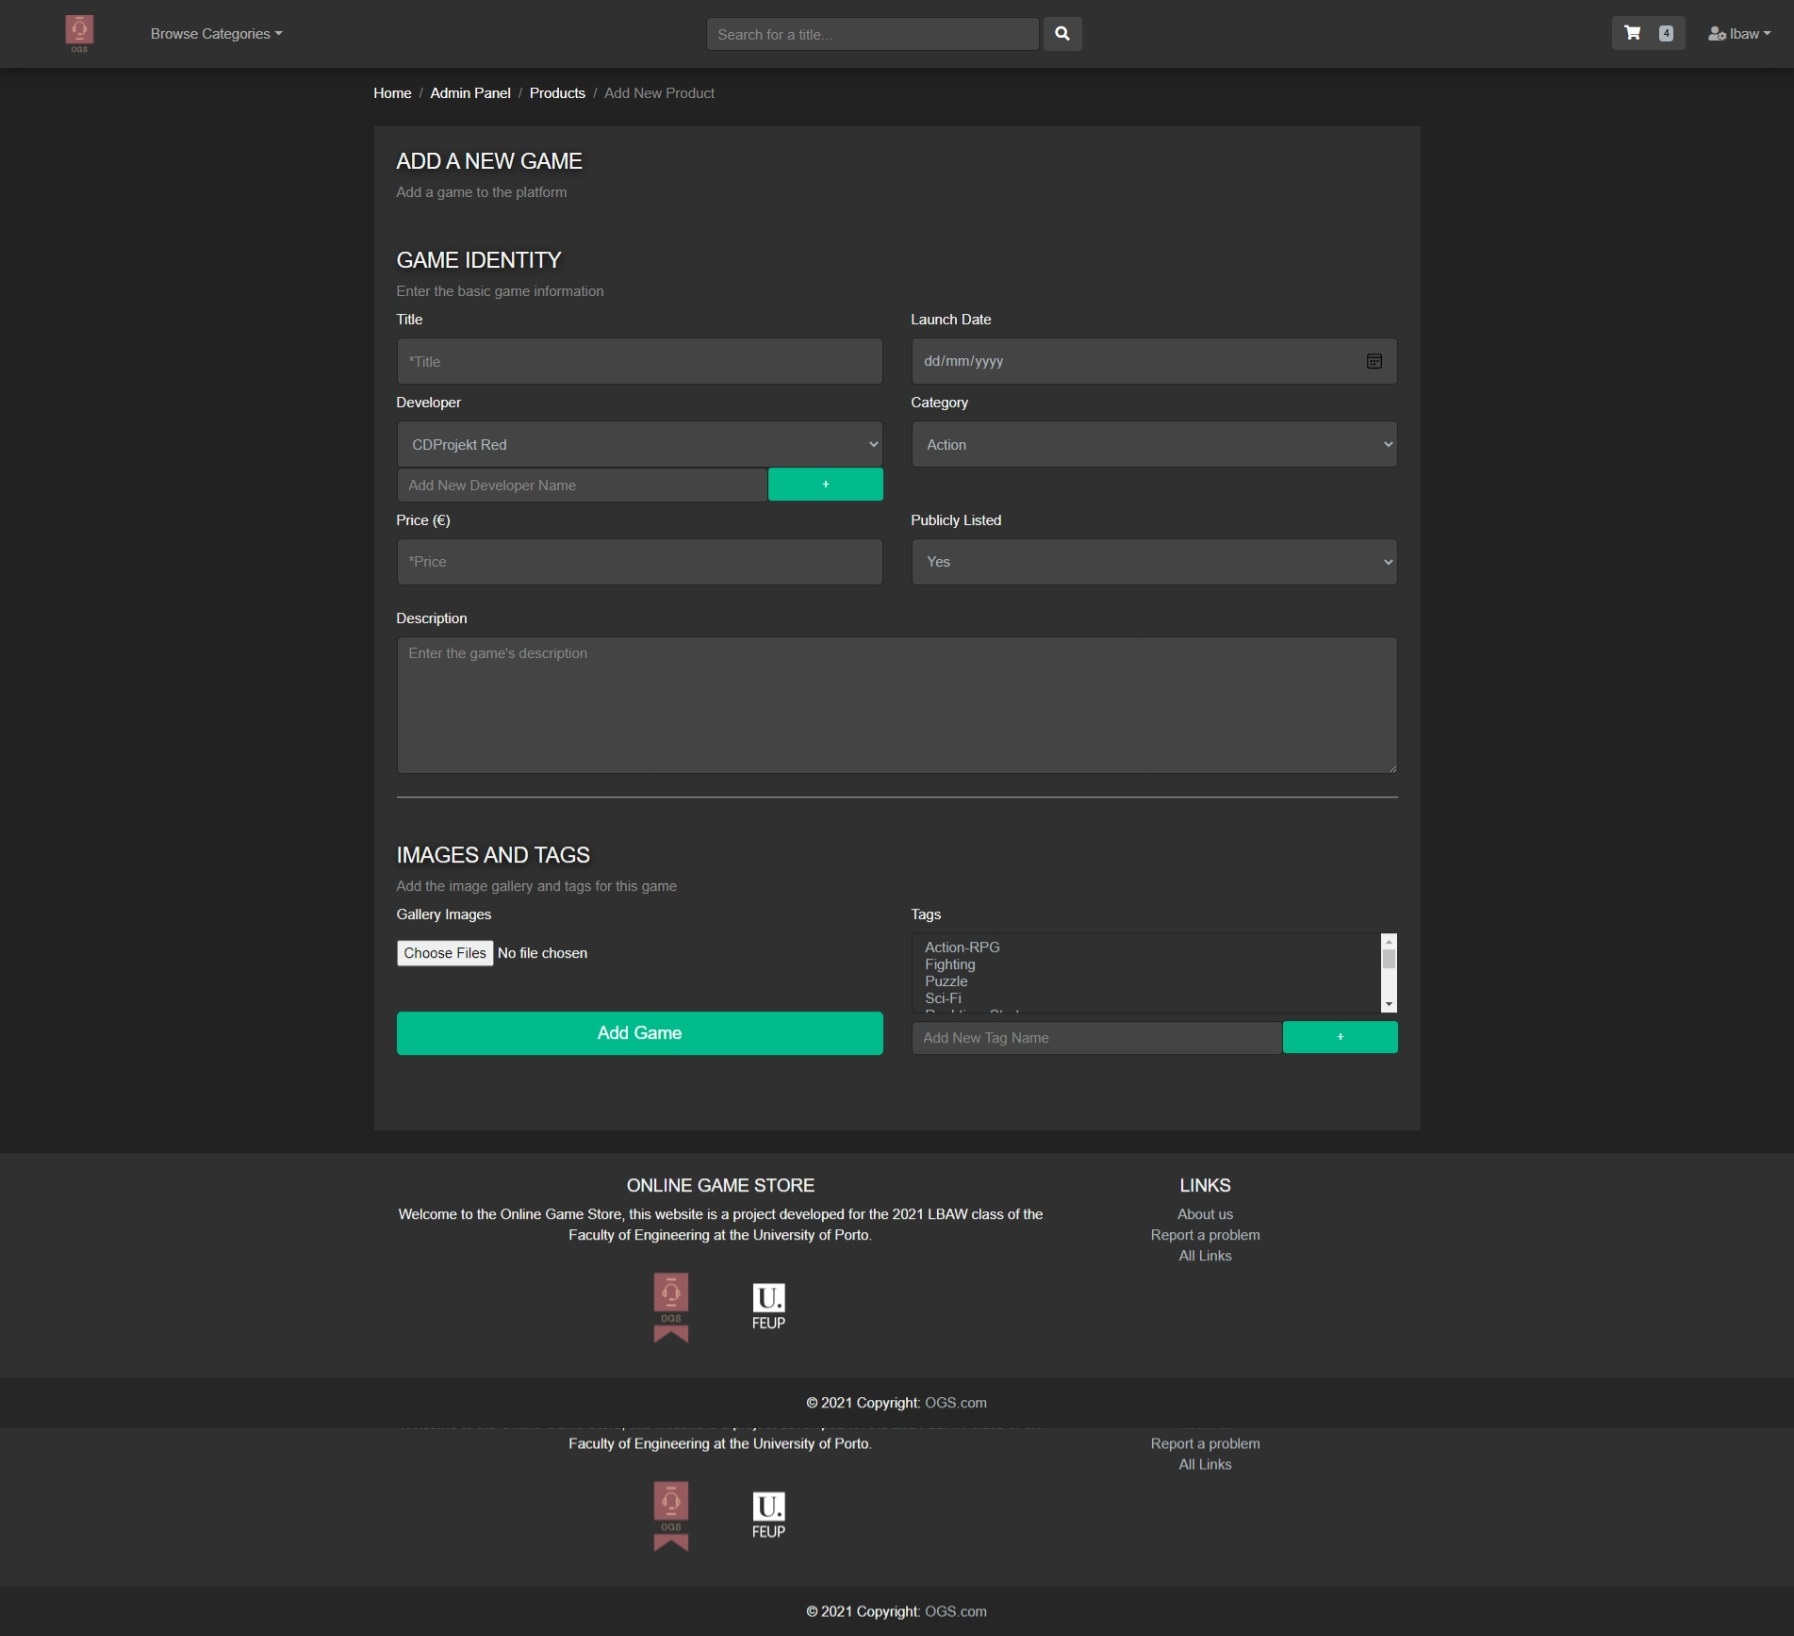 OGS
Browse Categories
Search for a title...
4
lbaw
Home / Admin Panel / Products / Add New Product
ADD A NEW GAME
Add a game to the platform
GAME IDENTITY
Enter the basic game information
Title
Launch Date
*Title
dd/mm/yyyy
Developer
Category
CDProjekt Red
Action
Add New Developer Name
+
Price (€)
Publicly Listed
*Price
Yes
Description
Enter the game's description
IMAGES AND TAGS
Add the image gallery and tags for this game
Gallery Images
Tags
Choose Files No file chosen
Action-RPG
Fighting
Puzzle
Sci-Fi
Add Game
Add New Tag Name
+
ONLINE GAME STORE
LINKS
Welcome to the Online Game Store, this website is a project developed for the 2021 LBAW class of the
Faculty of Engineering at the University of Porto.
About us
Report a problem
All Links
OGS
U.
FEUP
© 2021 Copyright: OGS.com
Faculty of Engineering at the University of Porto.
Report a problem
All Links
OGS
U.
FEUP
© 2021 Copyright: OGS.com